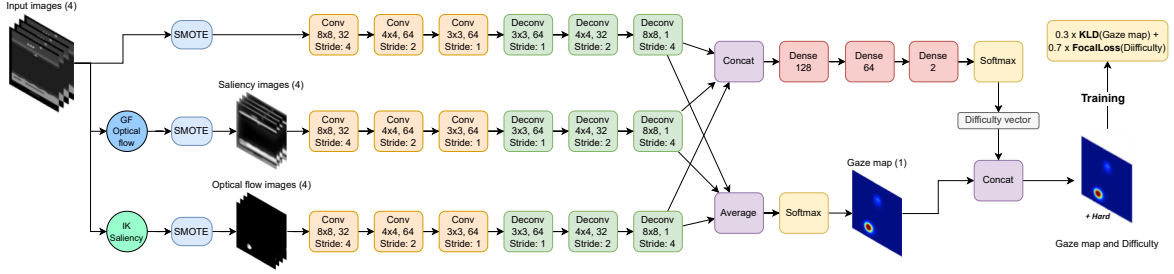 Input images (4)
SMOTE
Conv
8x8, 32
Stride: 4
Conv
4x4, 64
Stride: 2
Conv
3x3, 64
Stride: 1
Deconv
3x3, 64
Stride: 1
Deconv
4x4, 32
Stride: 2
Deconv
8x8, 1
Stride: 4
Concat
Dense
128
Dense
64
Dense
2
Softmax
0.3 x KLD(Gaze map) +
0.7 x FocalLoss(Diifficulty)
Training
Difficulty vector
Saliency images (4)
GF
Optical
flow
SMOTE
Conv
8x8, 32
Stride: 4
Conv
4x4, 64
Stride: 2
Conv
3x3, 64
Stride: 1
Deconv
3x3, 64
Stride: 1
Deconv
4x4, 32
Stride: 2
Deconv
8x8, 1
Stride: 4
Gaze map (1)
Concat
Optical flow images (4)
IK
Saliency
SMOTE
Conv
8x8, 32
Stride: 4
Conv
4x4, 64
Stride: 2
Conv
3x3, 64
Stride: 1
Deconv
3x3, 64
Stride: 1
Deconv
4x4, 32
Stride: 2
Deconv
8x8, 1
Stride: 4
Average
Softmax
+ Hard
Gaze map and Difficulty